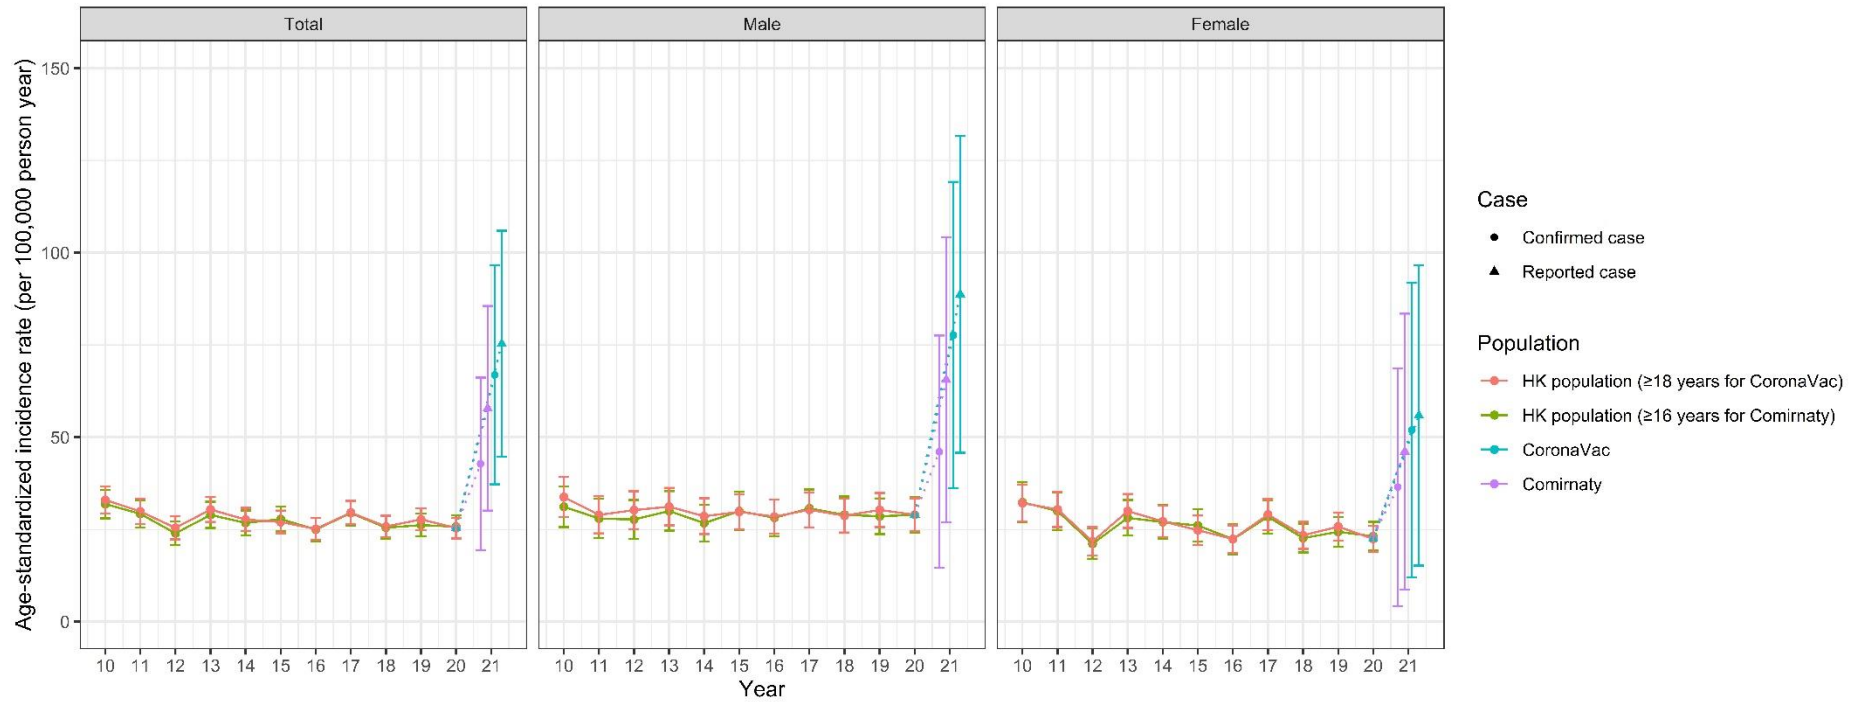 Total
Male
Female
Age-standardized incidence rate (per 100,000 person year)
150
100
50
0
10 11 12 13 14 15 16 17 18 19 20 21
10 11 12 13 14 15 16 17 18 19 20 21
10 11 12 13 14 15 16 17 18 19 20 21
Year
Case
Confirmed case
Reported case
Population
HK population (≥18 years for CoronaVac)
HK population (≥16 years for Comirnaty)
CoronaVac
Comirnaty